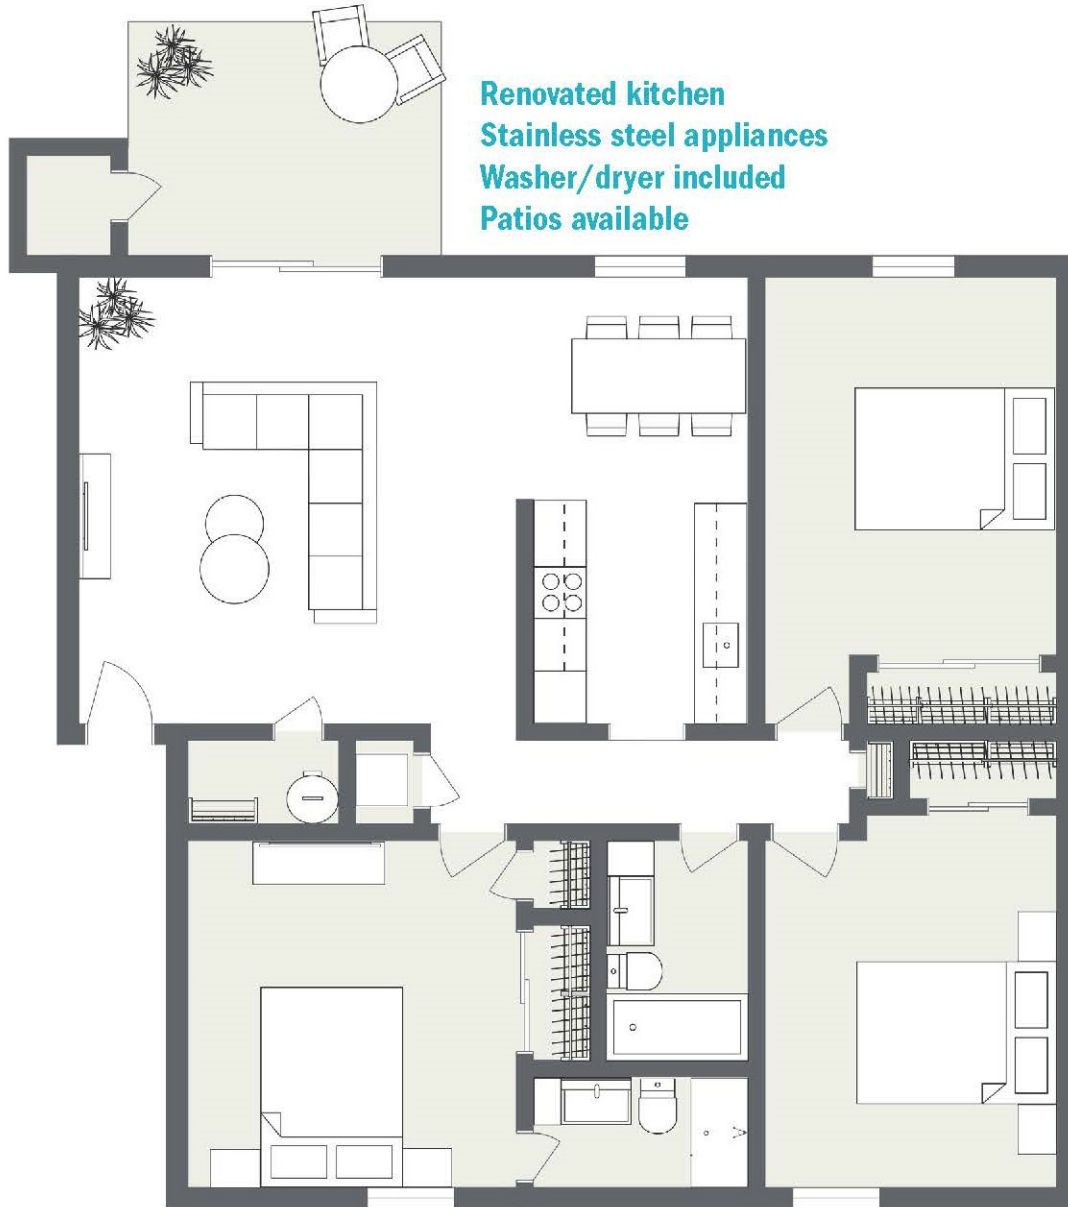 Renovated kitchen
Stainless steel appliances
Washer/dryer included
Patios available